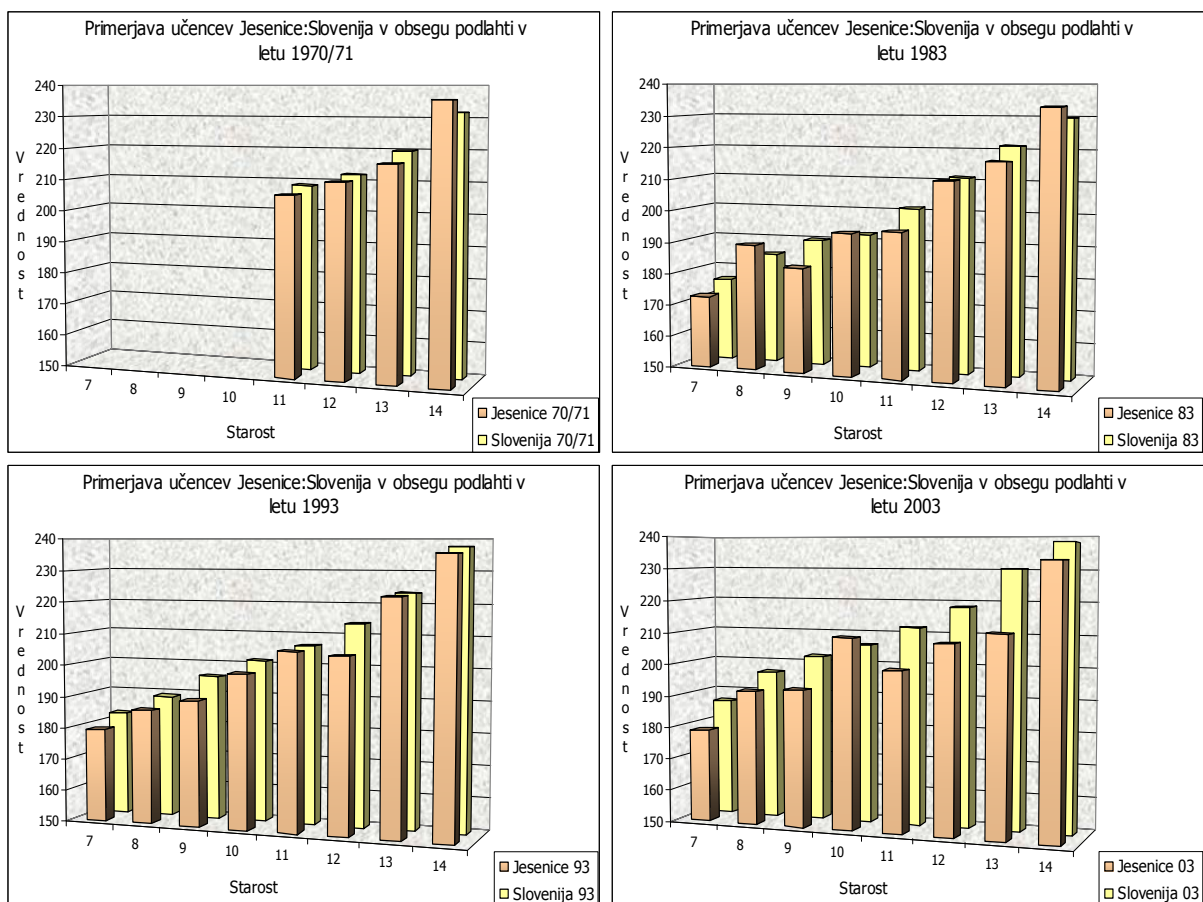 Primerjava učencev Jesenice:Slovenija v obsegu podlahti v
letu 1970/71
240
230
220
210
200
190
180
170
160
150
Vrednost
7 8 9 10 11 12 13 14
Starost
Jesenice 70/71
Slovenija 70/71
Primerjava učencev Jesenice:Slovenija v obsegu podlahti v
letu 1983
240
230
220
210
200
190
180
170
160
150
Vrednost
7 8 9 10 11 12 13 14
Starost
Jesenice 83
Slovenija 83
Primerjava učencev Jesenice:Slovenija v obsegu podlahti v
letu 1993
240
230
220
210
200
190
180
170
160
150
Vrednost
7 8 9 10 11 12 13 14
Starost
Jesenice 93
Slovenija 93
Primerjava učencev Jesenice:Slovenija v obsegu podlahti v
letu 2003
240
230
220
210
200
190
180
170
160
150
Vrednost
7 8 9 10 11 12 13 14
Starost
Jesenice 03
Slovenija 03